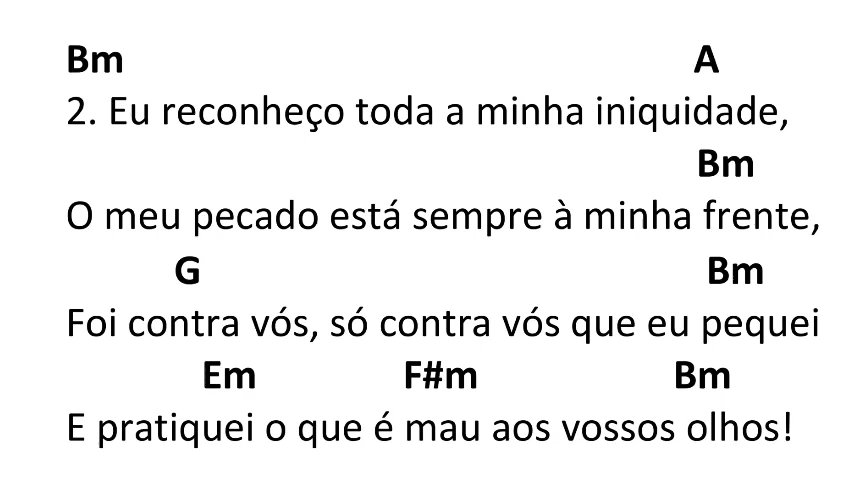 Bm A
2. Eu reconheço toda a minha iniquidade,
Bm
O meu pecado está sempre à minha frente,
G Bm
Foi contra vós, só contra vós que eu pequei
Em F#m Bm
E pratiquei o que é mau aos vossos olhos!